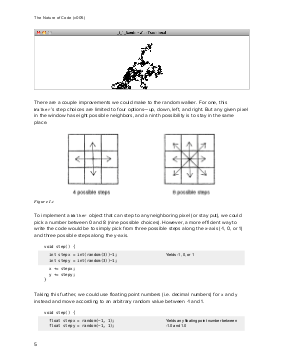 The Nature of Code (v005)
There are a couple improvements we could make to the random walker. For one, this
Walker's step choices are limited to four options—up, down, left, and right. But any given pixel
in the window has eight possible neighbors, and a ninth possibility is to stay in the same
place.
4 possible steps
8 possible steps
Figure I.1
To implement a Walker object that can step to any neighboring pixel (or stay put), we could
pick a number between 0 and 8 (nine possible choices). However, a more efficient way to
write the code would be to simply pick from three possible steps along the x-axis (-1, 0, or 1)
and three possible steps along the y-axis.
void step() {
int stepx = int(random(3))-1;
Yields -1, 0, or 1
int stepy = int(random(3))-1;
x += stepx;
y += stepy;
}
Taking this further, we could use floating point numbers (i.e. decimal numbers) for x and y
instead and move according to an arbitrary random value between -1 and 1.
void step() {
float stepx = random(-1, 1);
Yields any floating point number between
float stepy = random(-1, 1);
-1.0 and 1.0
5